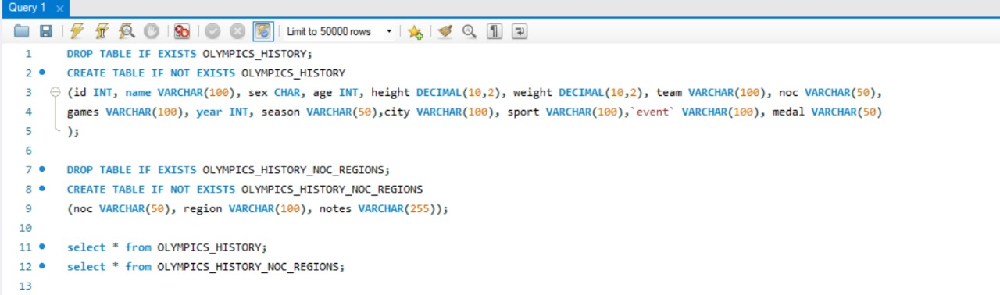 Query 1
Limit to 50000 rows
1 DROP TABLE IF EXISTS OLYMPICS_HISTORY;
2 CREATE TABLE IF NOT EXISTS OLYMPICS_HISTORY
3 (id INT, name VARCHAR(100), sex CHAR, age INT, height DECIMAL(10,2), weight DECIMAL(10,2), team VARCHAR(100), noc VARCHAR(50),
4 games VARCHAR(100), year INT, season VARCHAR(50),city VARCHAR(100), sport VARCHAR(100),`event` VARCHAR(100), medal VARCHAR(50)
5 );
6
7 DROP TABLE IF EXISTS OLYMPICS_HISTORY_NOC_REGIONS;
8 CREATE TABLE IF NOT EXISTS OLYMPICS_HISTORY_NOC_REGIONS
9 (noc VARCHAR(50), region VARCHAR(100), notes VARCHAR(255));
10
11 select * from OLYMPICS_HISTORY;
12 select * from OLYMPICS_HISTORY_NOC_REGIONS;
13